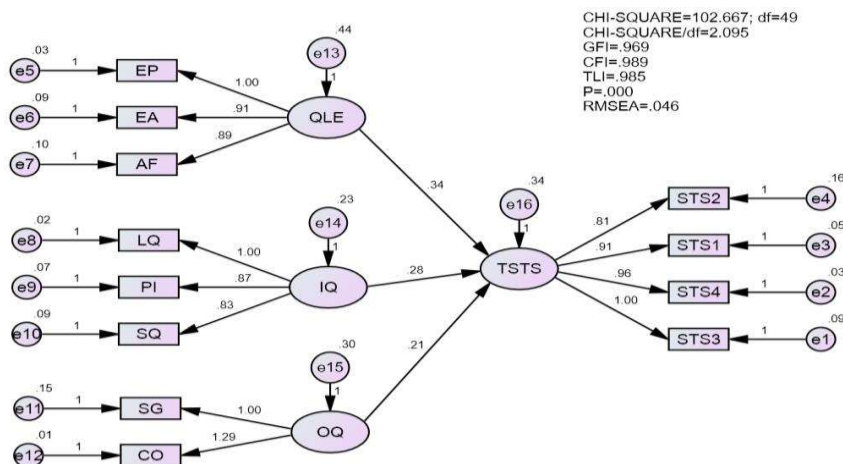 CHI-SQUARE=102.667; df=49
CHI-SQUARE/df=2.095
GFI=.969
CFI=.989
TLI=.985
P=.000
RMSEA=.046
.03
e5
1
EP
.09
e6
1
EA
.10
e7
1
AF
1.00
.91
.89
.44
e13
1
QLE
.34
.02
e8
1
LQ
.07
e9
1
PI
.09
e10
1
SQ
1.00
.87
.83
.23
e14
1
IQ
.28
.15
e11
1
SG
.01
e12
1
CO
1.00
1.29
.30
e15
1
OQ
.21
.34
e16
1
TSTS
.81
.91
.96
1.00
STS2
1
e4
.16
STS1
1
e3
.05
STS4
1
e2
.03
STS3
1
e1
.09